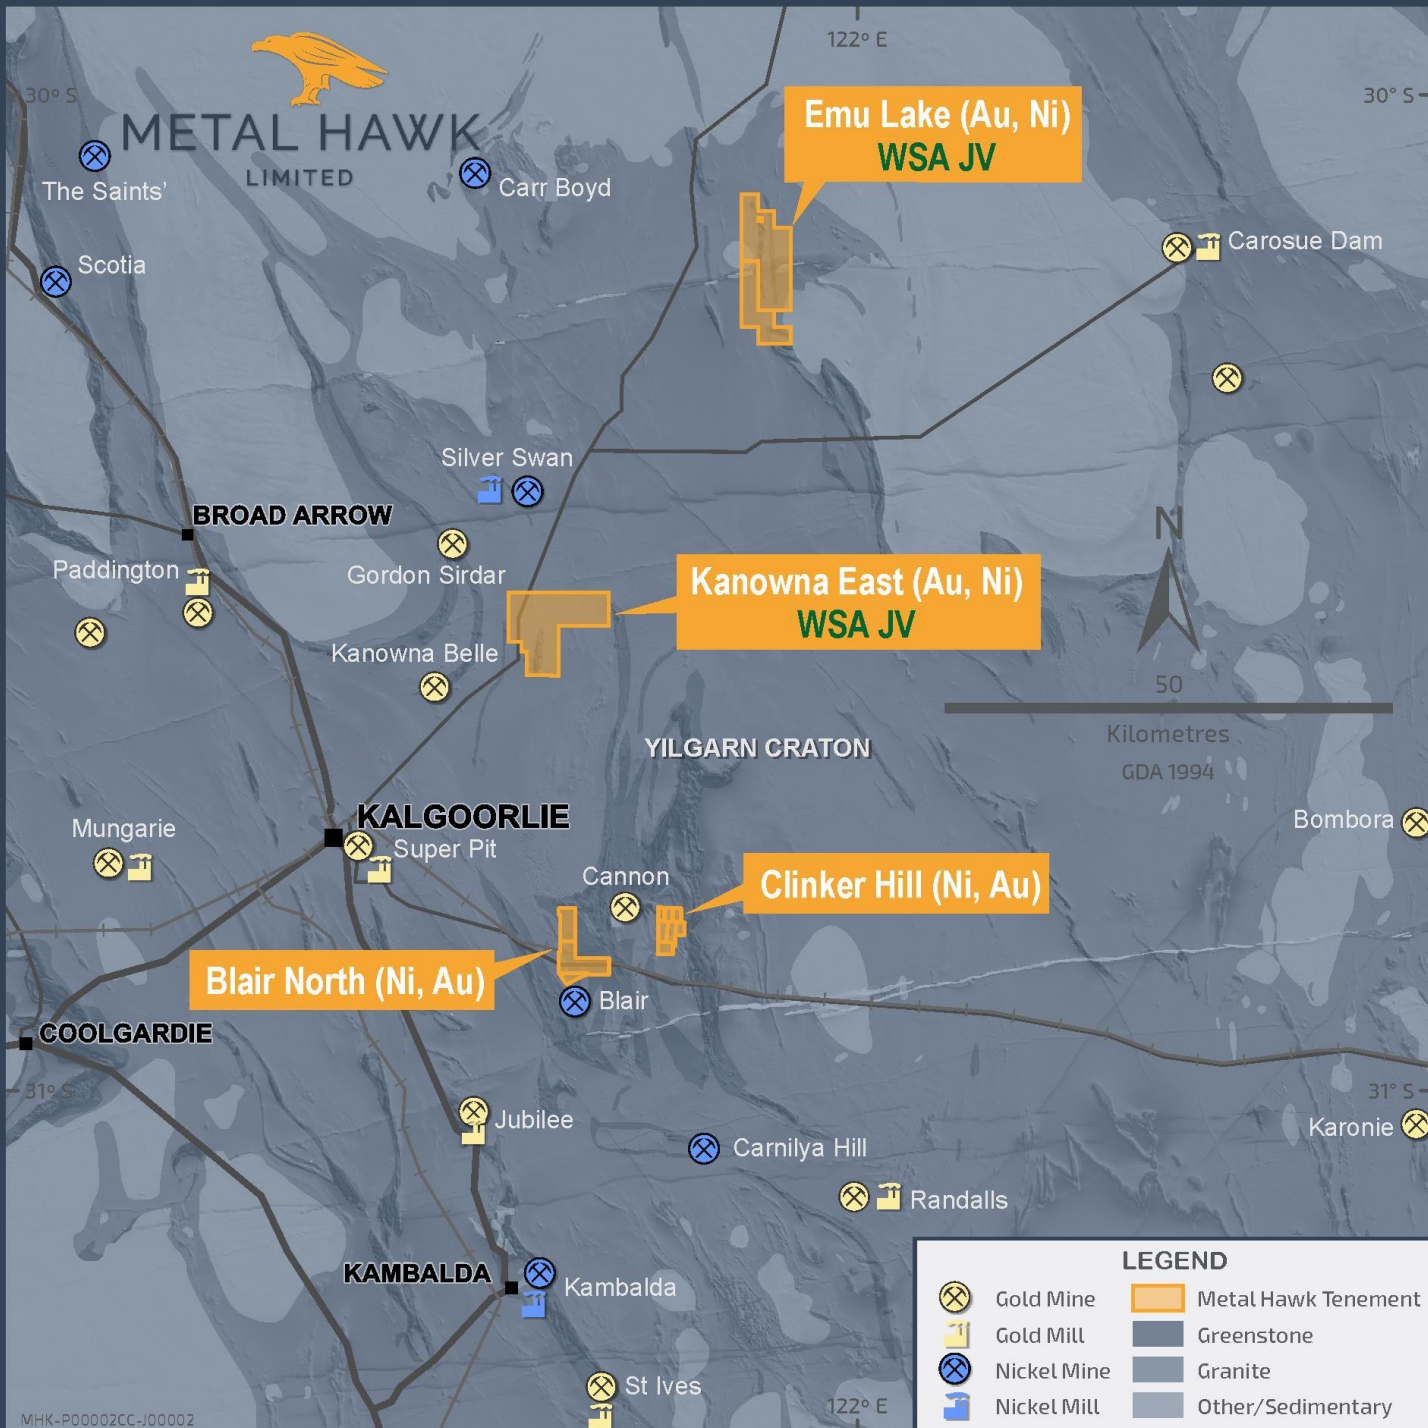 122° E
30° S
30° S
METAL HAWK
LIMITED
Emu Lake (Au, Ni)
WSA JV
The Saints'
Carr Boyd
Carosue Dam
Scotia
Silver Swan
BROAD ARROW
N
Paddington
Gordon Sirdar
Kanowna East (Au, Ni)
WSA JV
Kanowna Belle
50
Kilometres
GDA 1994
YILGARN CRATON
KALGOORLIE
Super Pit
Mungarie
Bombora
Cannon
Clinker Hill (Ni, Au)
Blair North (Ni, Au)
Blair
COOLGARDIE
31° S
31° S
Jubilee
Karonie
Carnilya Hill
Randalls
KAMBALDA
Kambalda
St Ives
LEGEND
Gold Mine
Metal Hawk Tenement
Gold Mill
Greenstone
Nickel Mine
Granite
Nickel Mill
Other/Sedimentary
122° E
MHK-P00002CC-J00002